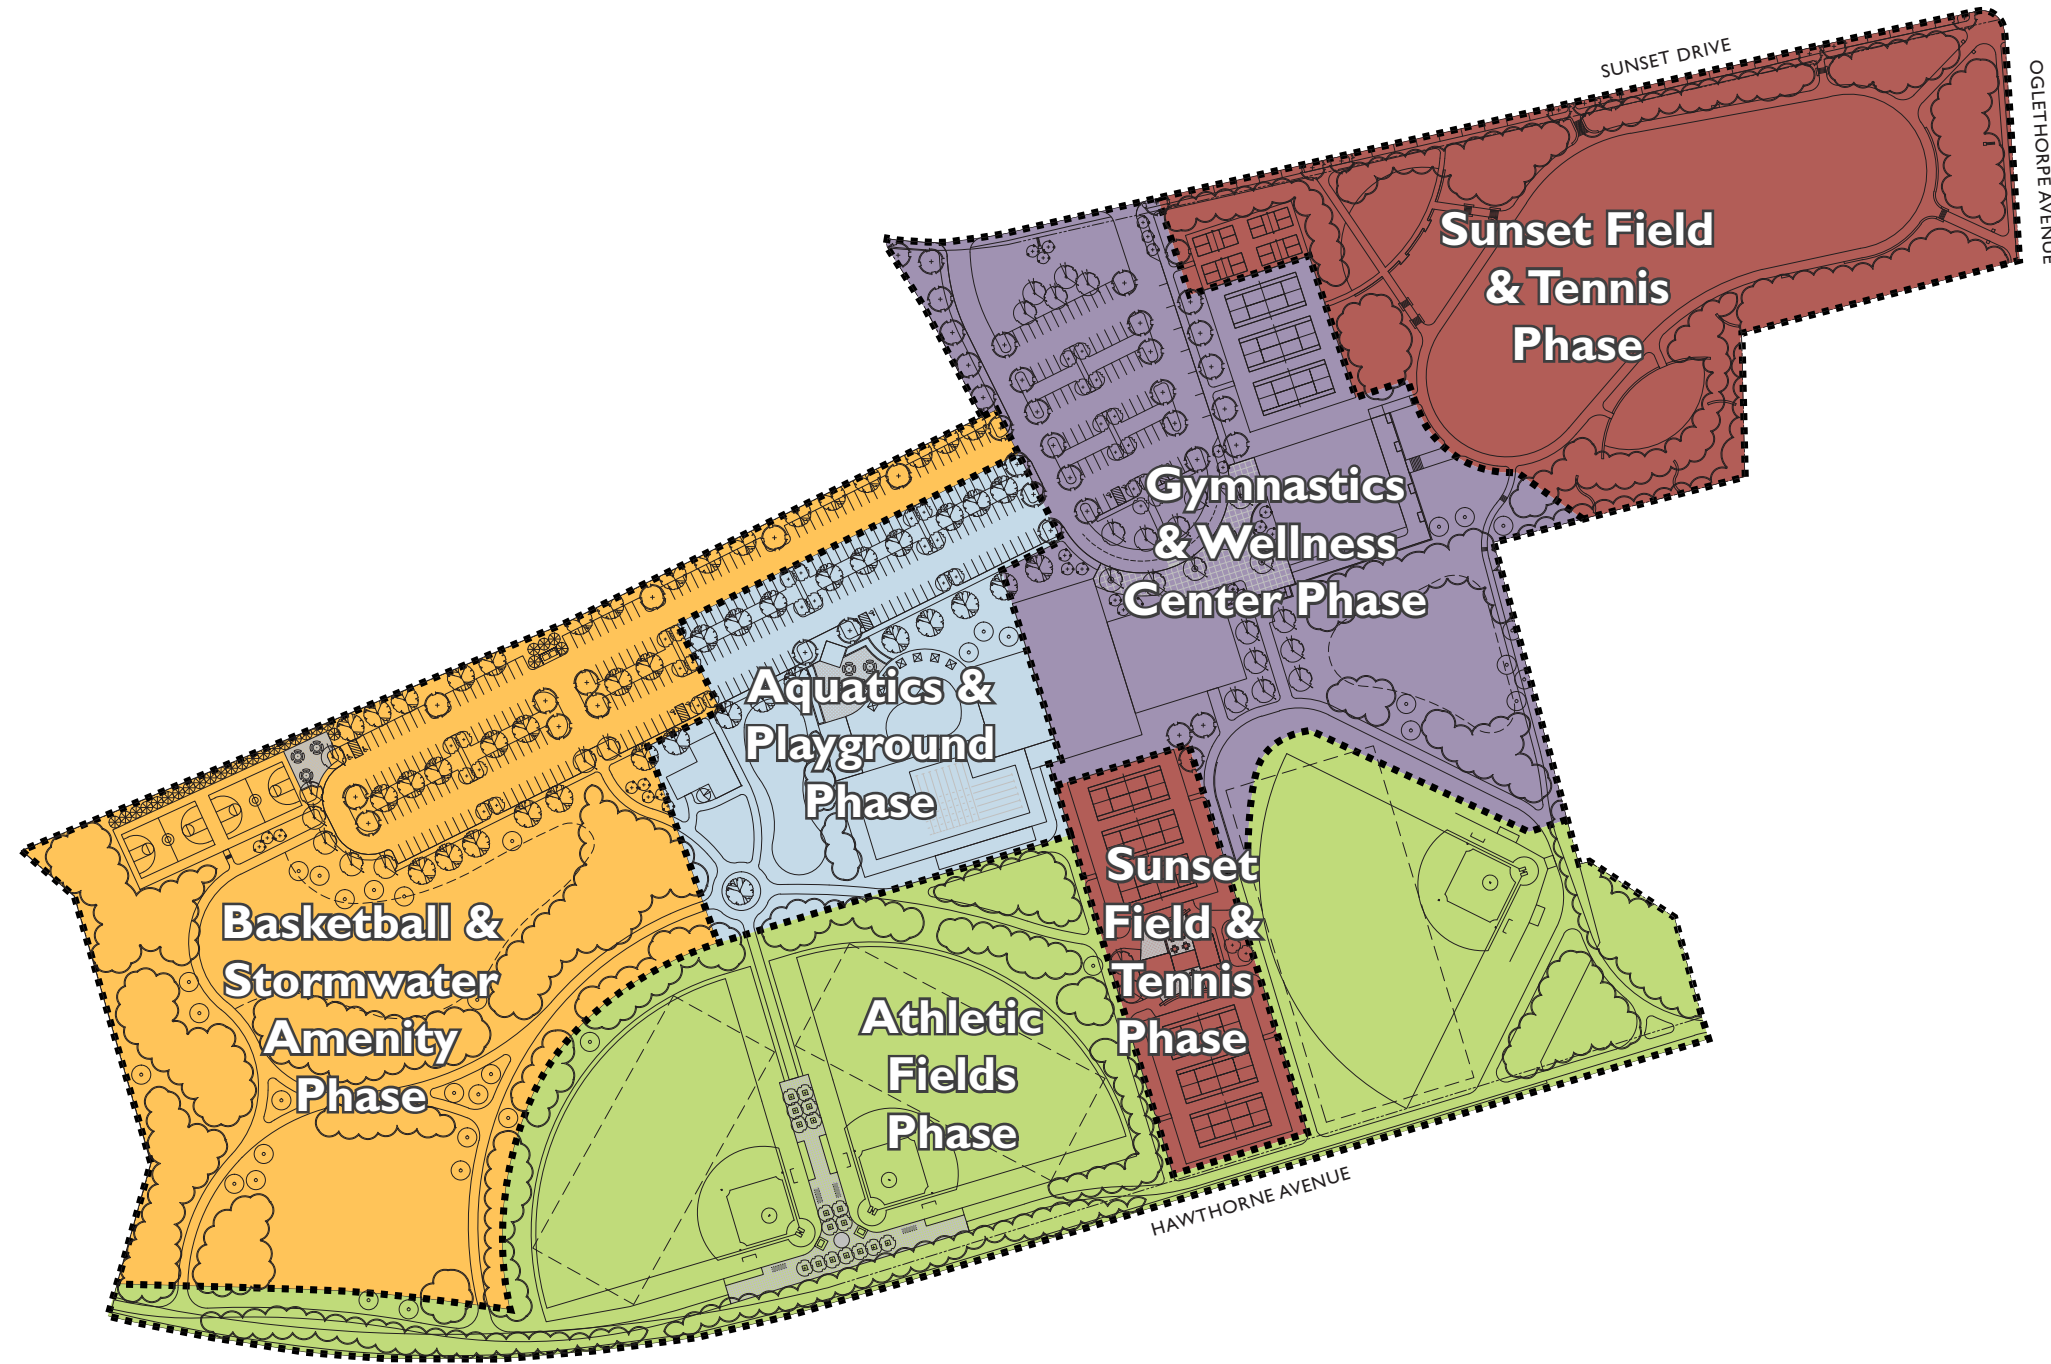 SUNSET DRIVE
OGLETHORPE AVENUE
Sunset Field
& Tennis
Phase
Gymnastics
& Wellness
Center Phase
Aquatics &
Playground
Phase
Sunset
Field &
Tennis
Phase
Basketball &
Stormwater
Amenity
Phase
Athletic
Fields
Phase
HAWTHORNE AVENUE